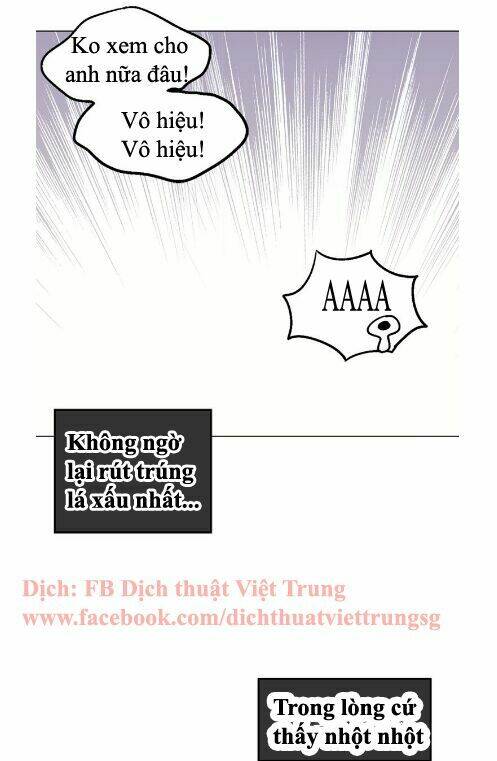 Ko xem cho
anh nữa đâu!
Vô hiệu!
Vô hiệu!
AAAA
Không ngờ
lại rút trúng
lá xấu nhất...
Dịch: FB Dịch thuật Việt Trung
www.facebook.com/dichthuatviettrungsg
Trong lòng cứ
thấy nhột nhột